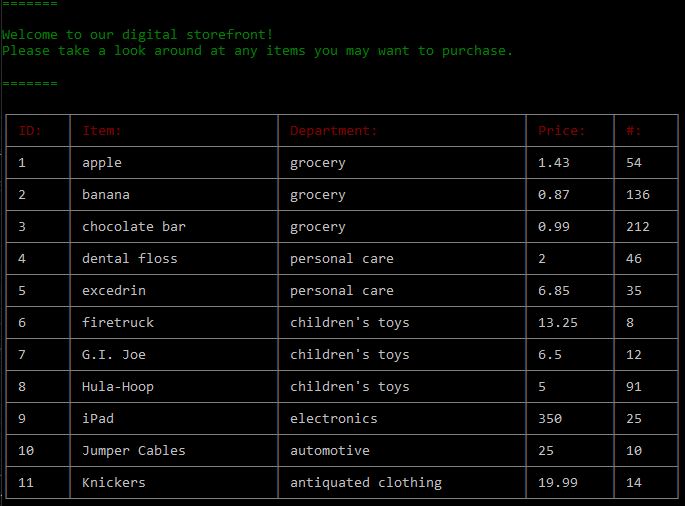 =======
Welcome to our digital storefront!
Please take a look around at any items you may want to purchase.
=======
ID: Item: Department: Price: #:
1 apple grocery 1.43 54
2 banana grocery 0.87 136
3 chocolate bar grocery 0.99 212
4 dental floss personal care 2 46
5 excedrin personal care 6.85 35
6 firetruck children's toys 13.25 8
7 G.I. Joe children's toys 6.5 12
8 Hula-Hoop children's toys 5 91
9 iPad electronics 350 25
10 Jumper Cables automotive 25 10
11 Knickers antiquated clothing 19.99 14